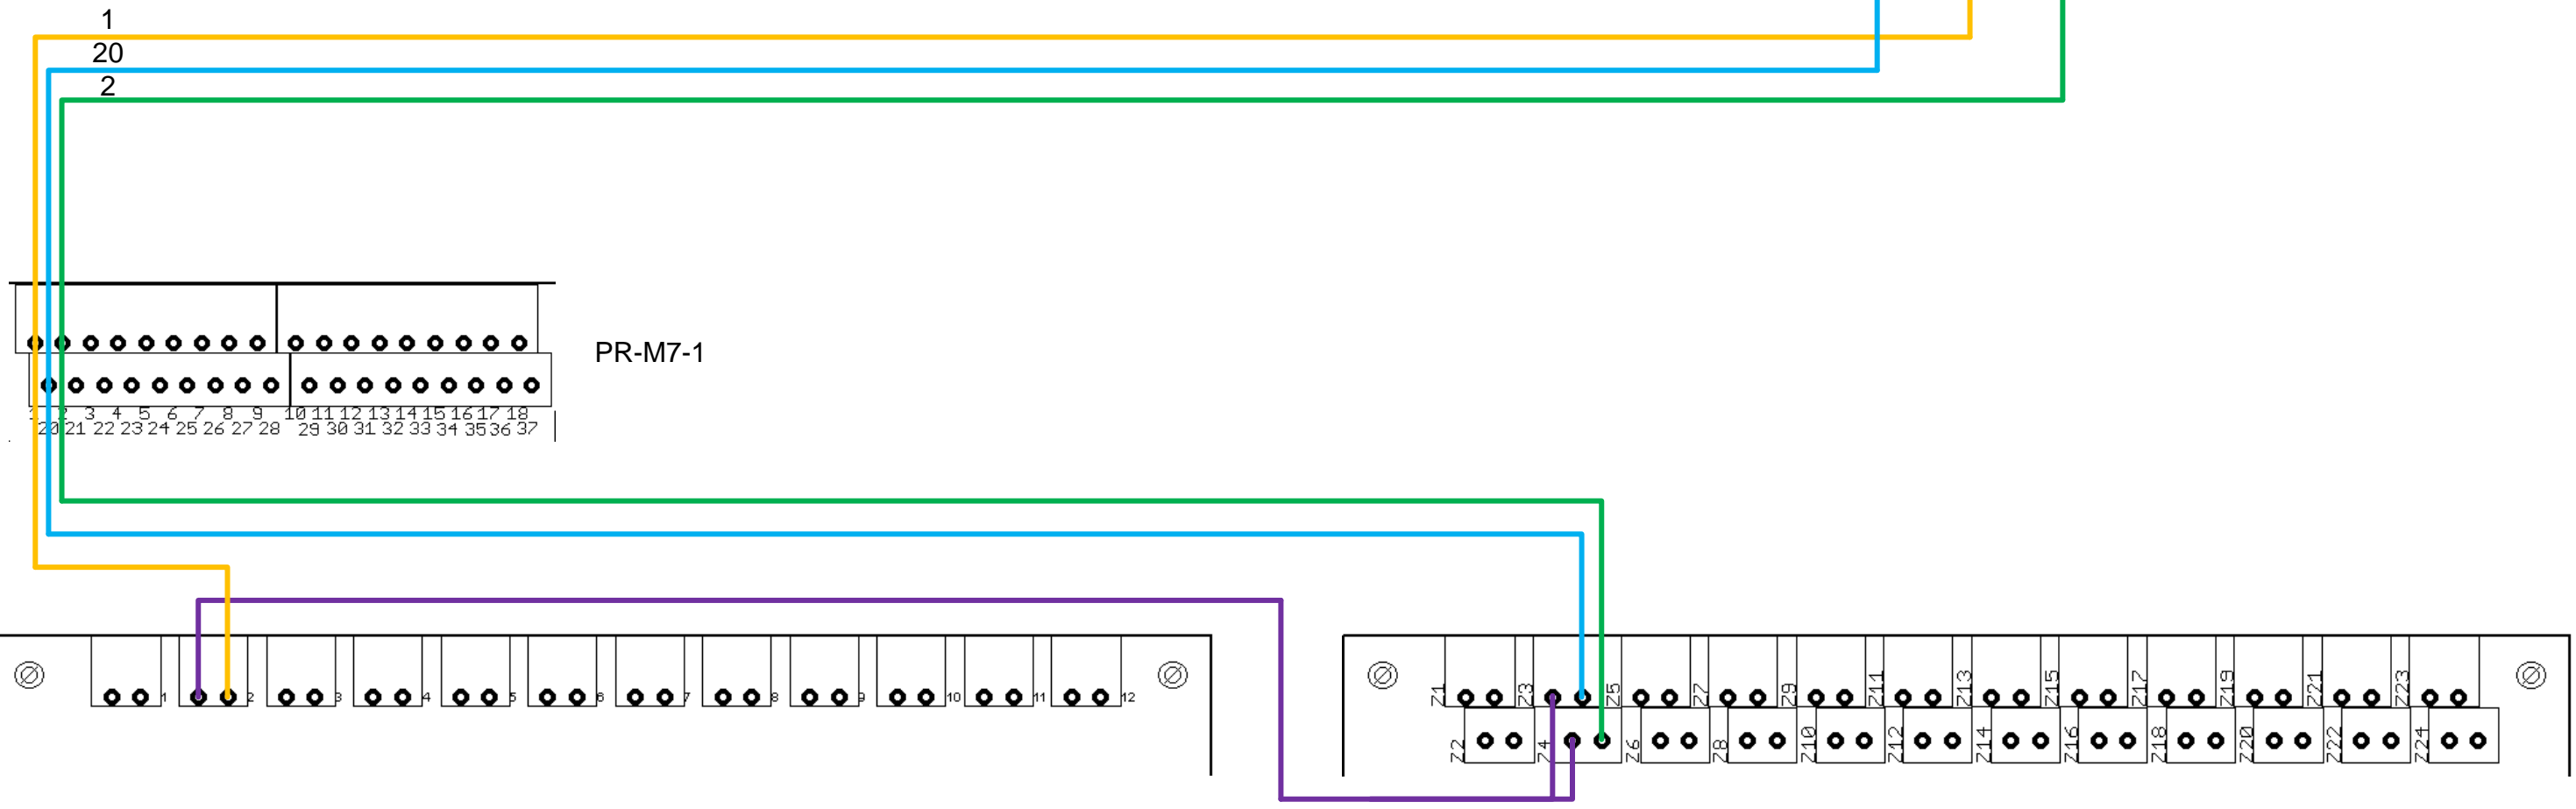 1
20
2
PR-M7-1
1 2 3 4 5 6 7 8 9 10 11 12 13 14 15 16 17 18
20 21 22 23 24 25 26 27 28 29 30 31 32 33 34 35 36 37
1 2 3 4 5 6 7 8 9 10 11 12
Z1 Z3 Z5 Z7 Z9 Z11 Z13 Z15 Z17 Z19 Z21 Z23
Z2 Z4 Z6 Z8 Z10 Z12 Z14 Z16 Z18 Z20 Z22 Z24